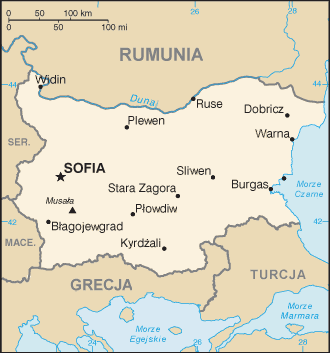 0 50 100 km
0 50 100 mi
26
28
RUMUNIA
Widin
44
44
Dunaj
Ruse
Dobricz
Plewen
Warna
SER.
SOFIA
Sliwen
Stara Zagora
Burgas
Musała
Morze
Czarne
Płowdiw
42
Błagojewgrad
42
MACE.
Kyrdżali
GRECJA
TURCJA
Morze
Marmara
Morze
Egejskie
24
26
28